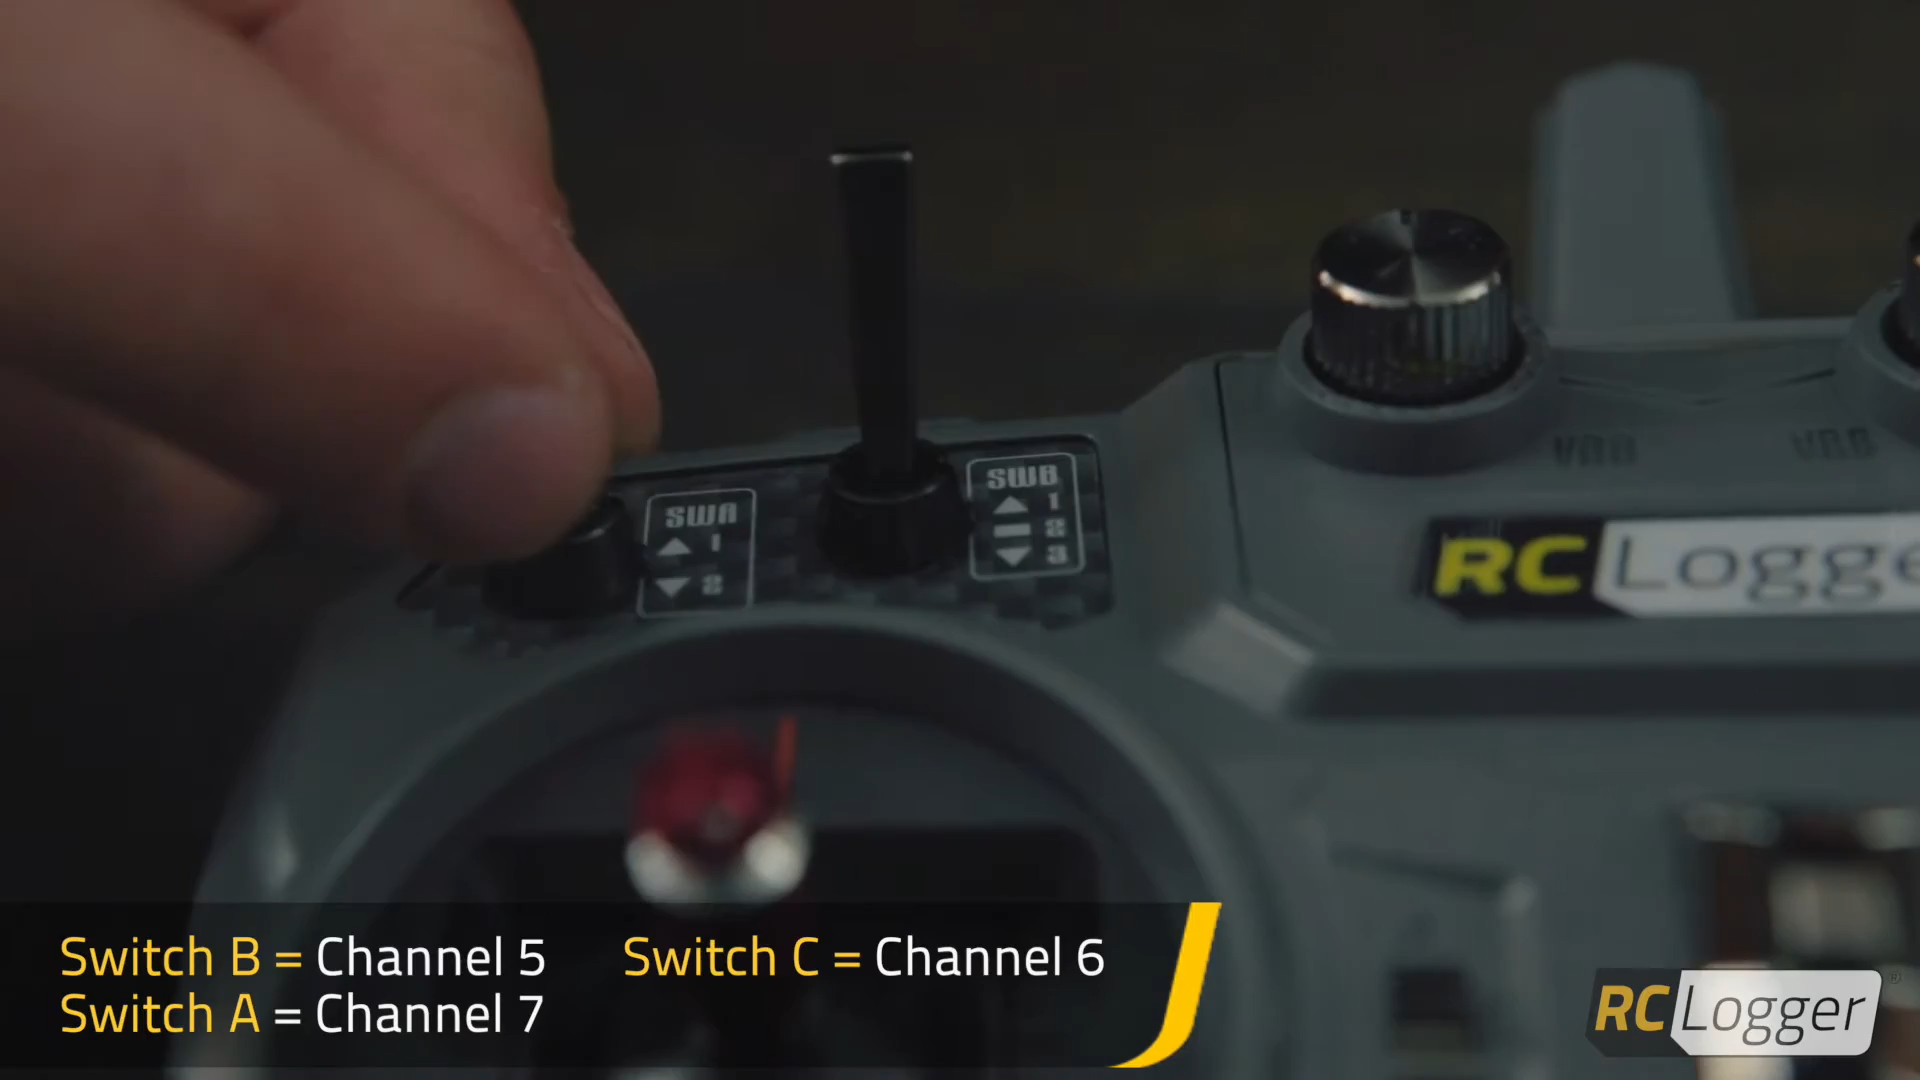 SWA
1
2
SWB
1
2
3
RC Logge
Switch B = Channel 5
Switch C = Channel 6
Switch A = Channel 7
RC Logger